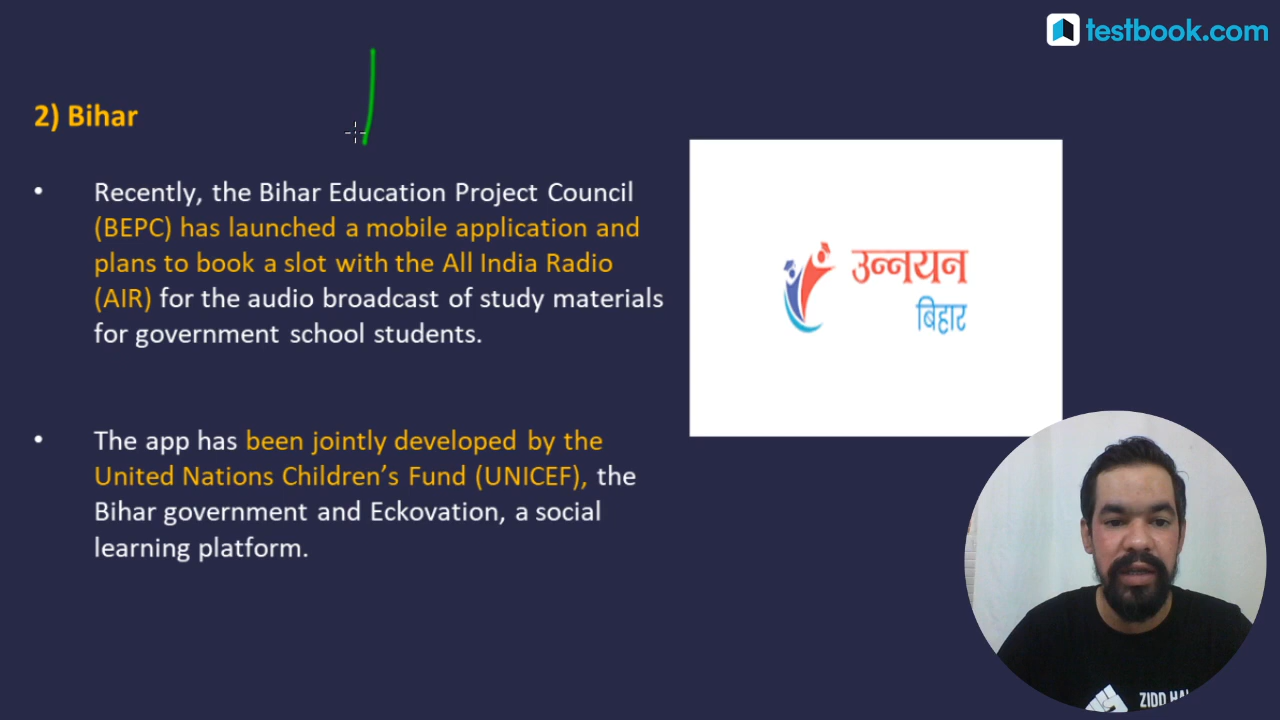 testbook.com
2) Bihar
• Recently, the Bihar Education Project Council
(BEPC) has launched a mobile application and
plans to book a slot with the All India Radio
(AIR) for the audio broadcast of study materials
for government school students.
उन्नयन
बिहार
• The app has been jointly developed by the
United Nations Children’s Fund (UNICEF), the
Bihar government and Eckovation, a social
learning platform.
ZIDD